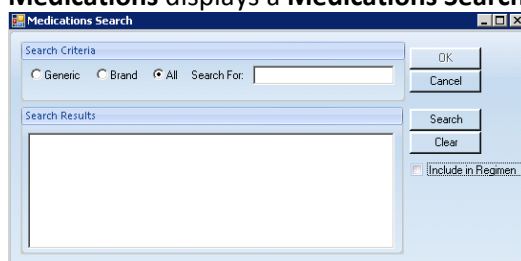 Medications displays a Medications Search
Medications Search
Search Criteria
OK
Generic Brand All Search For:
Cancel
Search Results
Search
Clear
Include in Regimen